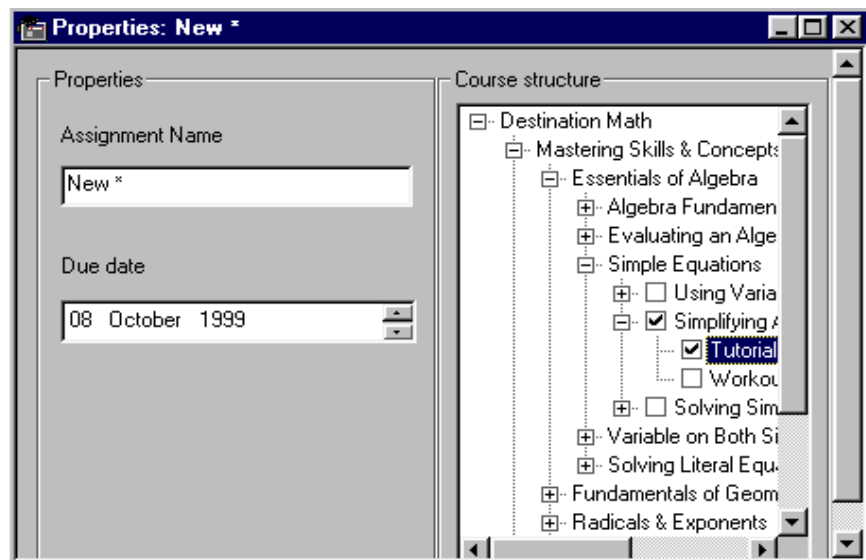 Properties: New *
Properties
Assignment Name
New *
Due date
08 October 1999
Course structure
Destination Math
Mastering Skills & Concepts
Essentials of Algebra
Algebra Fundamen
Evaluating an Alge
Simple Equations
Using Varia
Simplifying A
Tutorial
Workou
Solving Sim
Variable on Both Si
Solving Literal Equ
Fundamentals of Geom
Radicals & Exponents